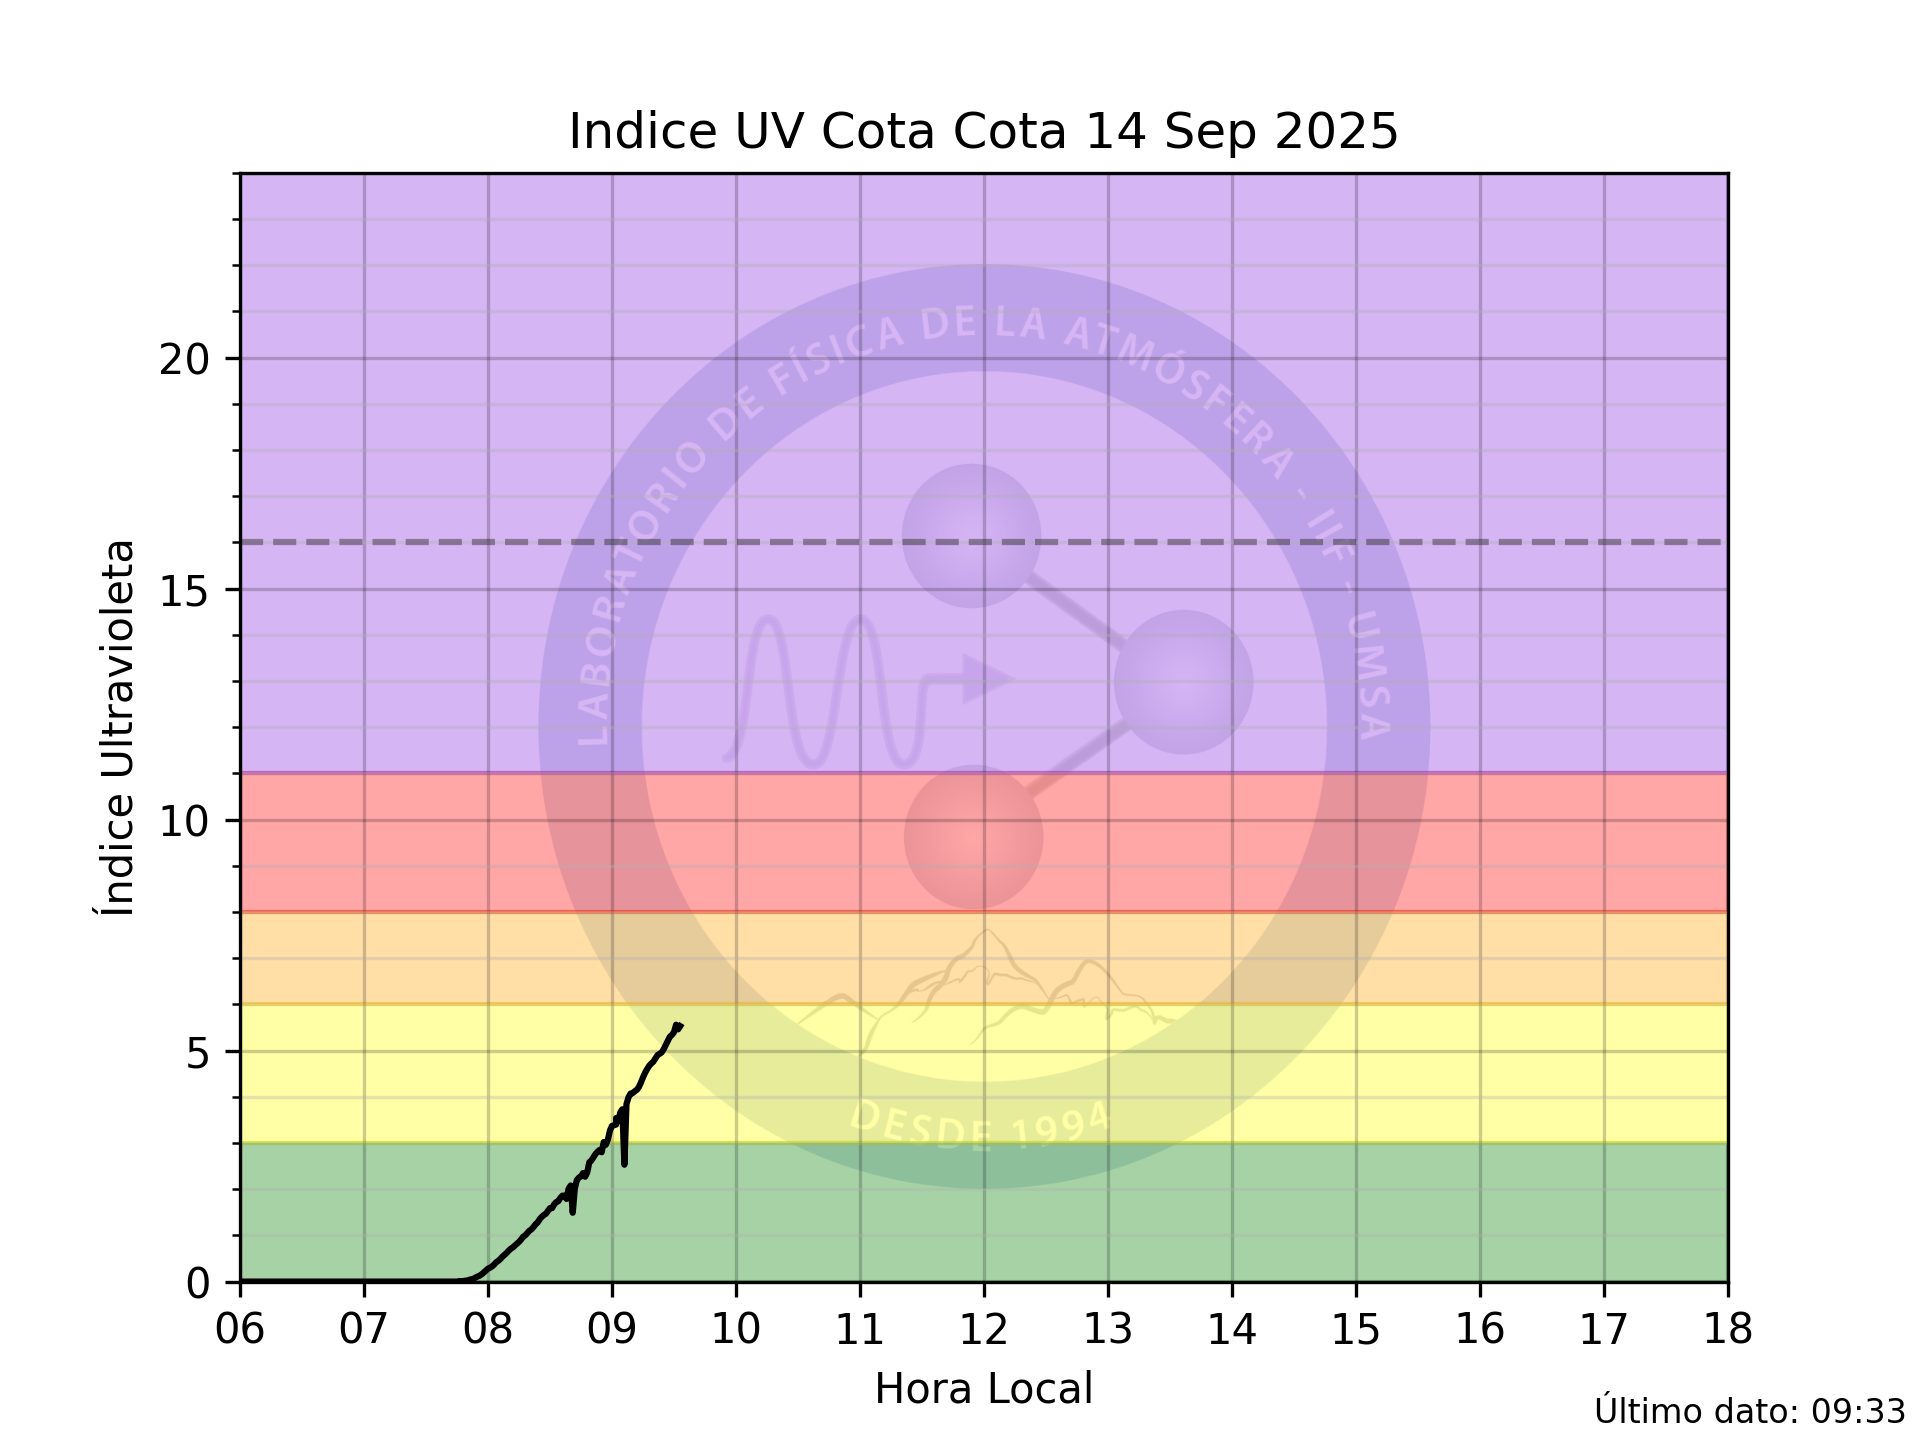 Indice UV Cota Cota 14 Sep 2025
LABORATORIO DE FÍSICA DE LA ATMÓSFERA - IIF - UMSA
DESDE 1994
Índice Ultravioleta
20
15
10
5
0
06 07 08 09 10 11 12 13 14 15 16 17 18
Hora Local
Último dato: 09:33